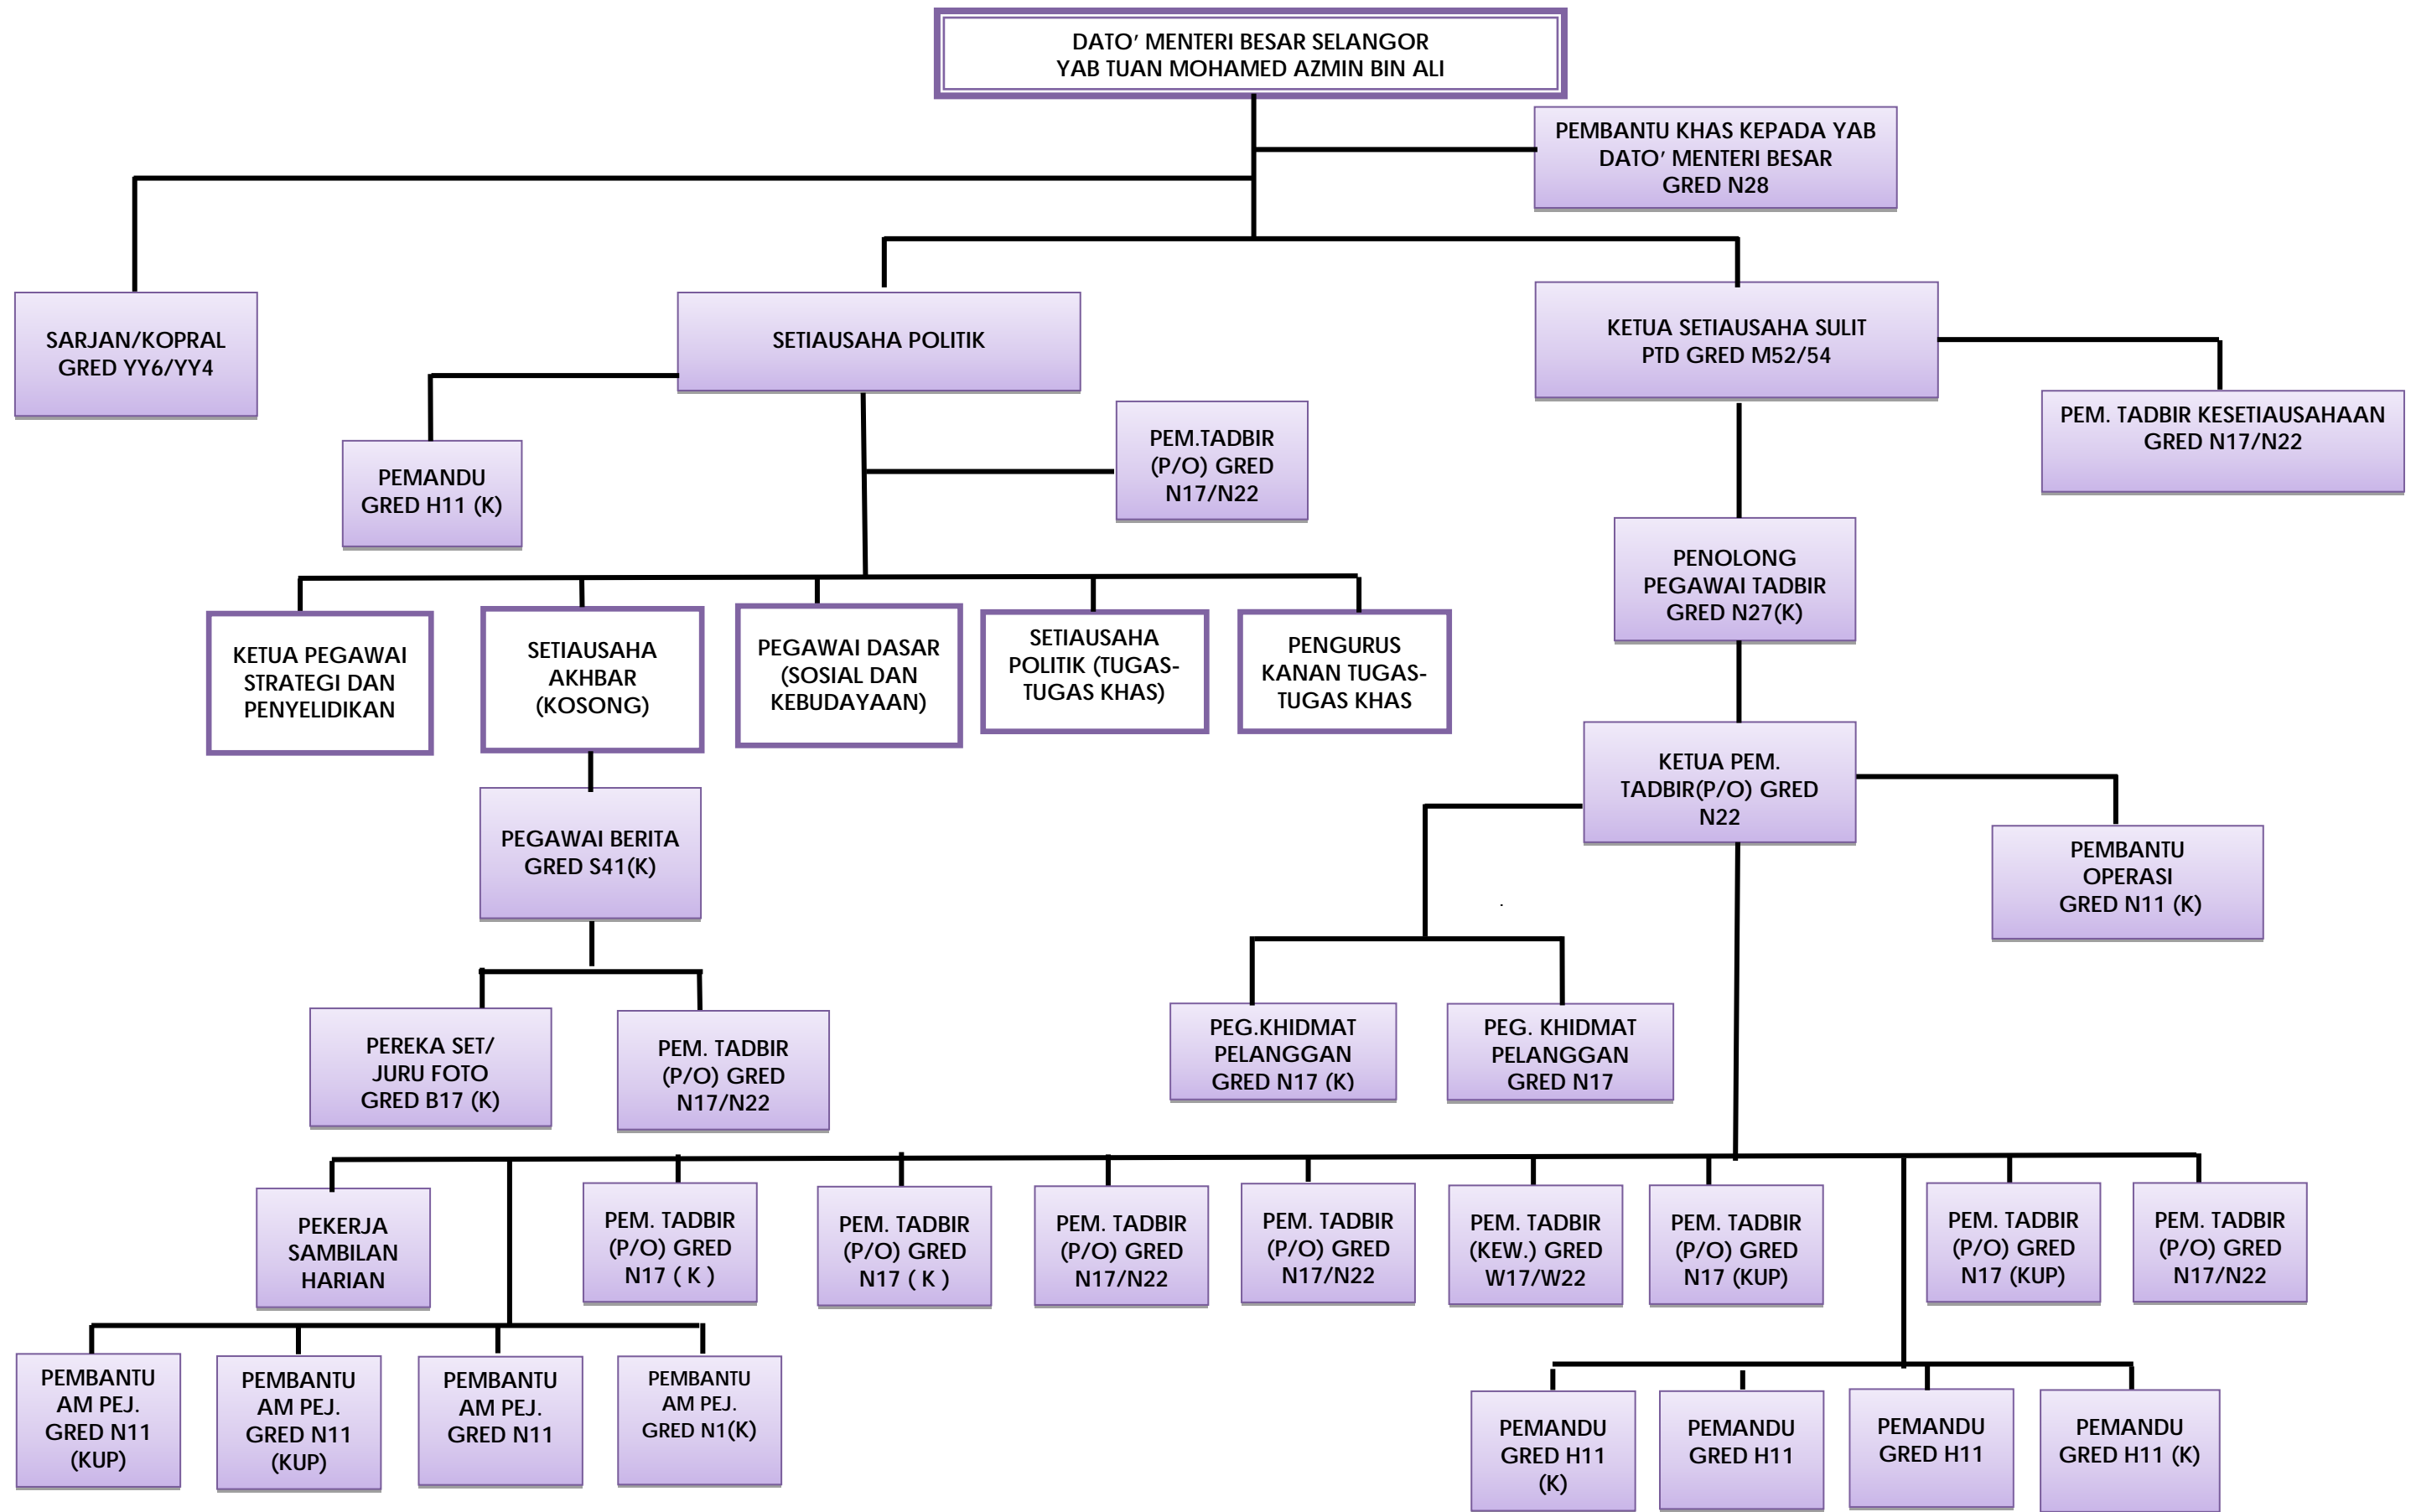 DATO’ MENTERI BESAR SELANGOR
YAB TUAN MOHAMED AZMIN BIN ALI
PEMBANTU KHAS KEPADA YAB
DATO’ MENTERI BESAR
GRED N28
SARJAN/KOPRAL
GRED YY6/YY4
SETIAUSAHA POLITIK
KETUA SETIAUSAHA SULIT
PTD GRED M52/54
PEM. TADBIR KESETIAUSAHAAN
GRED N17/N22
PEMANDU
GRED H11 (K)
PEM.TADBIR
(P/O) GRED
N17/N22
PENOLONG
PEGAWAI TADBIR
GRED N27(K)
KETUA PEGAWAI
STRATEGI DAN
PENYELIDIKAN
SETIAUSAHA
AKHBAR
(KOSONG)
PEGAWAI DASAR
(SOSIAL DAN
KEBUDAYAAN)
SETIAUSAHA
POLITIK (TUGAS-
TUGAS KHAS)
PENGURUS
KANAN TUGAS-
TUGAS KHAS
KETUA PEM.
TADBIR(P/O) GRED
N22
PEGAWAI BERITA
GRED S41(K)
PEMBANTU
OPERASI
GRED N11 (K)
PEREKA SET/
JURU FOTO
GRED B17 (K)
PEM. TADBIR
(P/O) GRED
N17/N22
PEG.KHIDMAT
PELANGGAN
GRED N17 (K)
PEG. KHIDMAT
PELANGGAN
GRED N17
PEKERJA
SAMBILAN
HARIAN
PEM. TADBIR
(P/O) GRED
N17 ( K )
PEM. TADBIR
(P/O) GRED
N17 ( K )
PEM. TADBIR
(P/O) GRED
N17/N22
PEM. TADBIR
(P/O) GRED
N17/N22
PEM. TADBIR
(KEW.) GRED
W17/W22
PEM. TADBIR
(P/O) GRED
N17 (KUP)
PEM. TADBIR
(P/O) GRED
N17 (KUP)
PEM. TADBIR
(P/O) GRED
N17/N22
PEMBANTU
AM PEJ.
GRED N11
(KUP)
PEMBANTU
AM PEJ.
GRED N11
(KUP)
PEMBANTU
AM PEJ.
GRED N11
PEMBANTU
AM PEJ.
GRED N1(K)
PEMANDU
GRED H11
(K)
PEMANDU
GRED H11
PEMANDU
GRED H11
PEMANDU
GRED H11 (K)